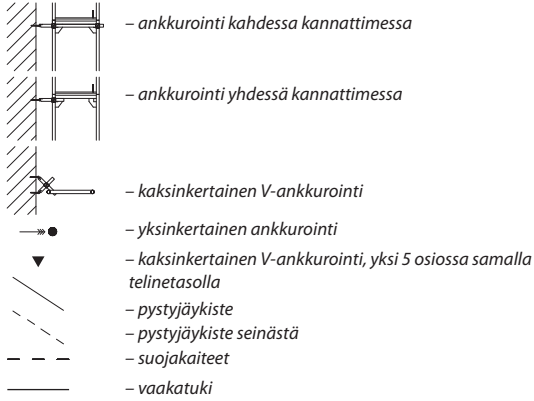 – ankkurointi kahdessa kannattimessa
– ankkurointi yhdessä kannattimessa
– kaksinkertainen V-ankkurointi
– yksinkertainen ankkurointi
– kaksinkertainen V-ankkurointi, yksi 5 osiossa samalla
telinetasolla
– pystyjäykiste
– pystyjäykiste seinästä
– suojakaiteet
– vaakatuki